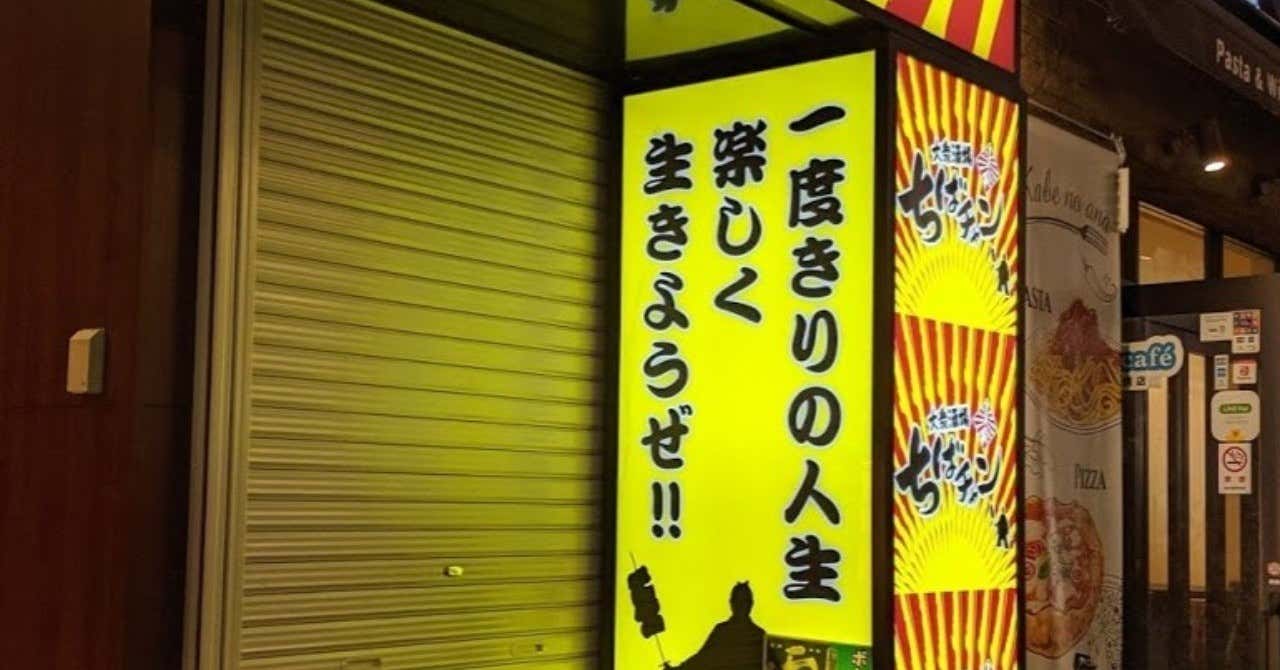 一度きりの人生
楽しく
生きようぜ!!
大衆酒場
ちばチャン
大衆酒場
ちばチャン
Pasta & W
Kabe no ana
PASTA
PIZZA
café